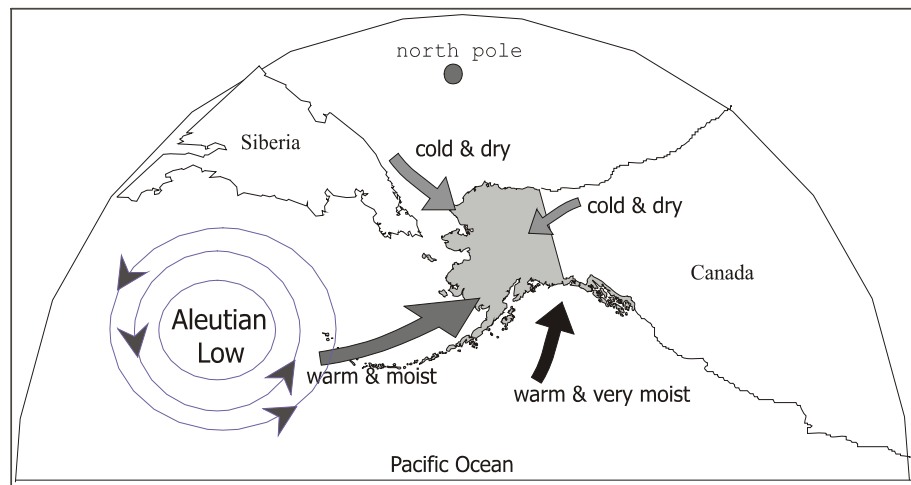 north pole
Siberia
cold & dry
cold & dry
Canada
Aleutian
Low
warm & moist
warm & very moist
Pacific Ocean